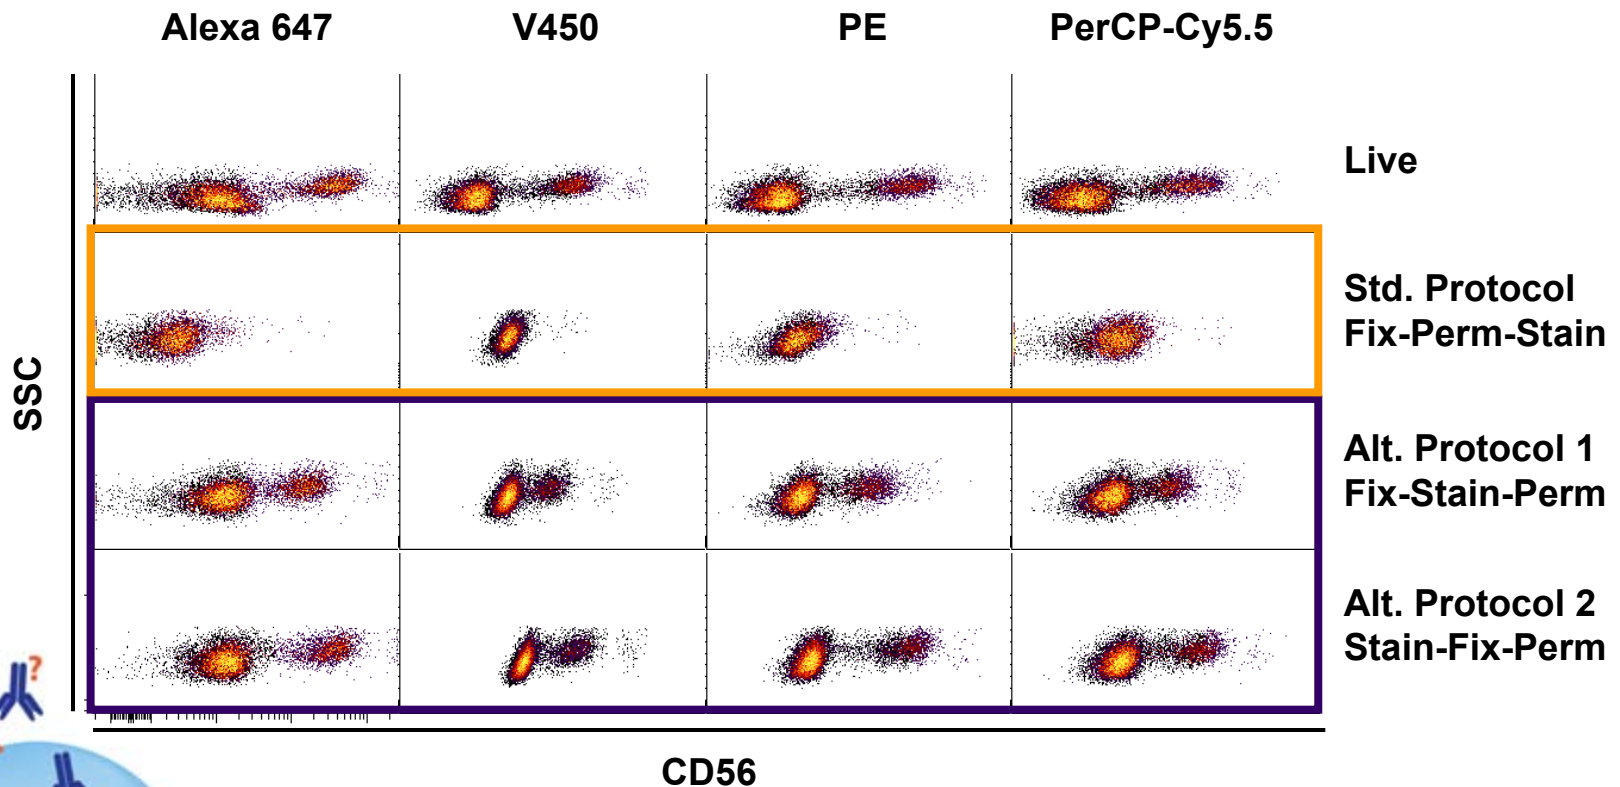 Alexa 647
V450
PE
PerCP-Cy5.5
Live
Std. Protocol
Fix-Perm-Stain
SSC
Alt. Protocol 1
Fix-Stain-Perm
Alt. Protocol 2
Stain-Fix-Perm
?
CD56